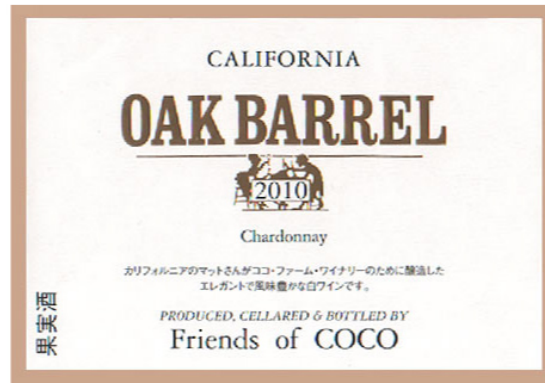 CALIFORNIA
OAK BARREL
2010
Chardonnay
カリフォルニアのマットさんがココ・ファーム・ワイナリーのために醸造した
エレガントで風味豊かな白ワインです。
果実酒
PRODUCED, CELLARED & BOTTLED BY
Friends of COCO